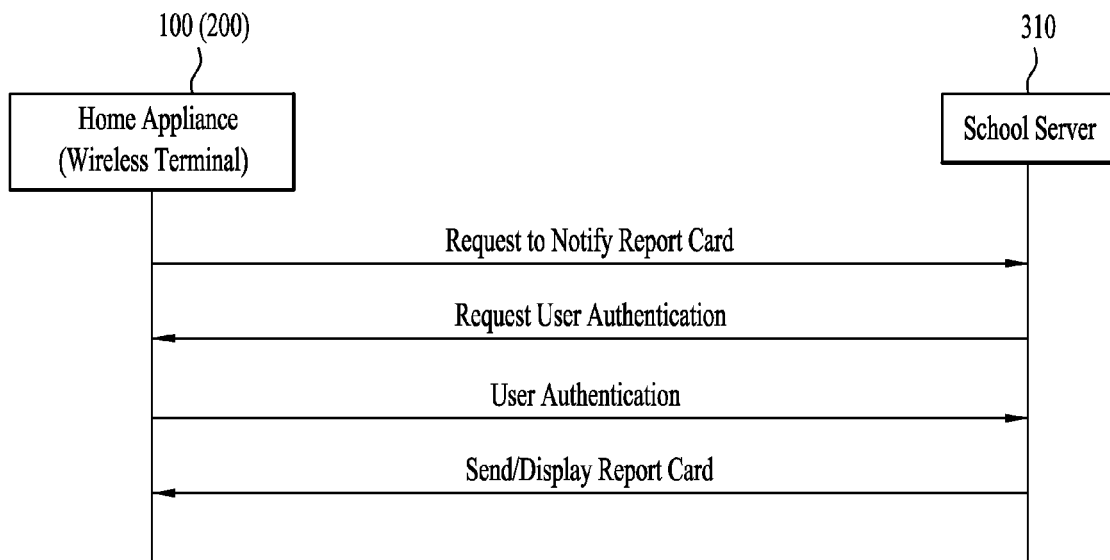 100 (200)
310
Home Appliance
(Wireless Terminal)
School Server
Request to Notify Report Card
Request User Authentication
User Authentication
Send/Display Report Card